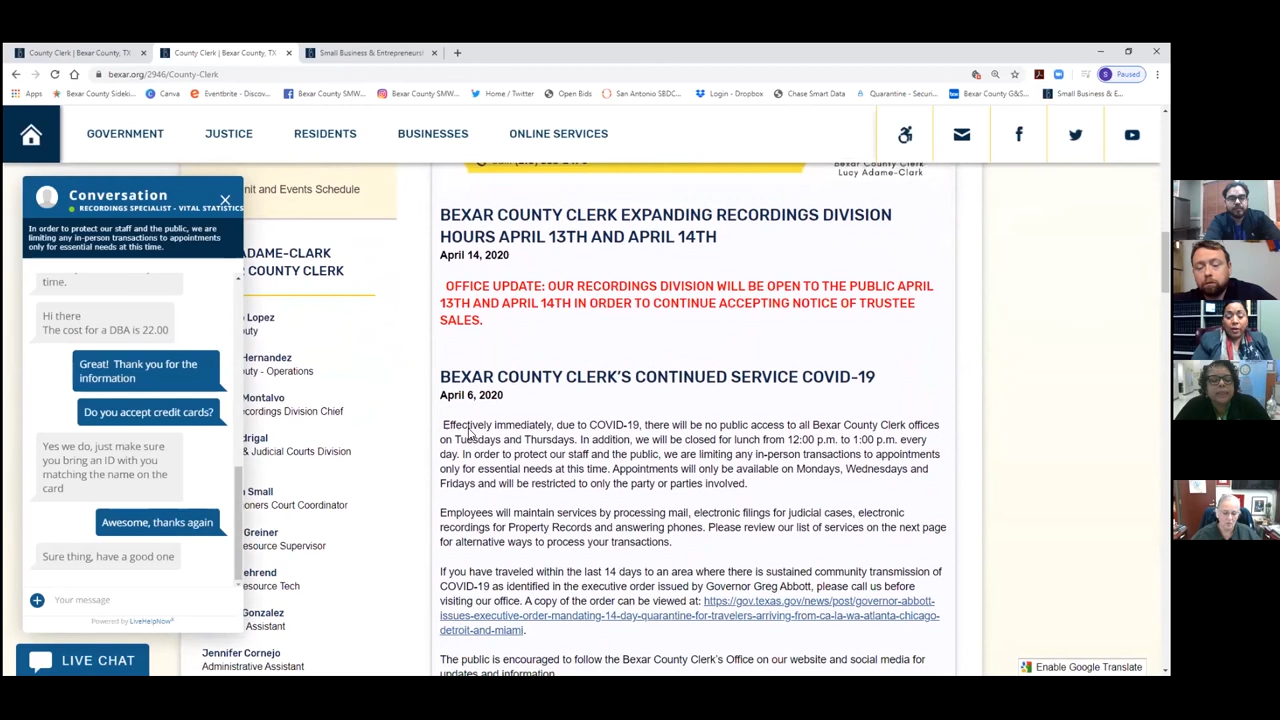 County Clerk | Bexar County, TX
County Clerk | Bexar County, TX
Small Business & Entrepreneursh
bexar.org/2946/County-Clerk
Paused
Apps
Bexar County Sideki...
Canva
Eventbrite - Discov...
Bexar County SMW...
Bexar County SMW...
Home / Twitter
Open Bids
San Antonio SBDC...
Login - Dropbox
Chase Smart Data
Quarantine - Securi...
Bexar County G&S...
Small Business & E...
GOVERNMENT
JUSTICE
RESIDENTS
BUSINESSES
ONLINE SERVICES
Bexar County Clerk
Lucy Adame-Clark
nit and Events Schedule
ADAME-CLARK
R COUNTY CLERK
Lopez
puty
Hernandez
puty - Operations
Montalvo
cordings Division Chief
drigal
& Judicial Courts Division
Small
oners Court Coordinator
Greiner
esource Supervisor
ehrend
esource Tech
Gonzalez
Assistant
Jennifer Cornejo
Administrative Assistant
Conversation
RECORDINGS SPECIALIST - VITAL STATISTICS
In order to protect our staff and the public, we are
limiting any in-person transactions to appointments
only for essential needs at this time.
time.
Hi there
The cost for a DBA is 22.00
Great! Thank you for the
information
Do you accept credit cards?
Yes we do, just make sure
you bring an ID with you
matching the name on the
card
Awesome, thanks again
Sure thing, have a good one
Your message
Powered by LiveHelpNow!
LIVE CHAT
BEXAR COUNTY CLERK EXPANDING RECORDINGS DIVISION
HOURS APRIL 13TH AND APRIL 14TH
April 14, 2020
OFFICE UPDATE: OUR RECORDINGS DIVISION WILL BE OPEN TO THE PUBLIC APRIL
13TH AND APRIL 14TH IN ORDER TO CONTINUE ACCEPTING NOTICE OF TRUSTEE
SALES.
BEXAR COUNTY CLERK'S CONTINUED SERVICE COVID-19
April 6, 2020
Effectively immediately, due to COVID-19, there will be no public access to all Bexar County Clerk offices
on Tuesdays and Thursdays. In addition, we will be closed for lunch from 12:00 p.m. to 1:00 p.m. every
day. In order to protect our staff and the public, we are limiting any in-person transactions to appointments
only for essential needs at this time. Appointments will only be available on Mondays, Wednesdays and
Fridays and will be restricted to only the party or parties involved.
Employees will maintain services by processing mail, electronic filings for judicial cases, electronic
recordings for Property Records and answering phones. Please review our list of services on the next page
for alternative ways to process your transactions.
If you have traveled within the last 14 days to an area where there is sustained community transmission of
COVID-19 as identified in the executive order issued by Governor Greg Abbott, please call us before
visiting our office. A copy of the order can be viewed at: https://gov.texas.gov/news/post/governor-abbott-
issues-executive-order-mandating-14-day-quarantine-for-travelers-arriving-from-ca-la-wa-atlanta-chicago-
detroit-and-miami.
The public is encouraged to follow the Bexar County Clerk's Office on our website and social media for
updates and information.
Enable Google Translate